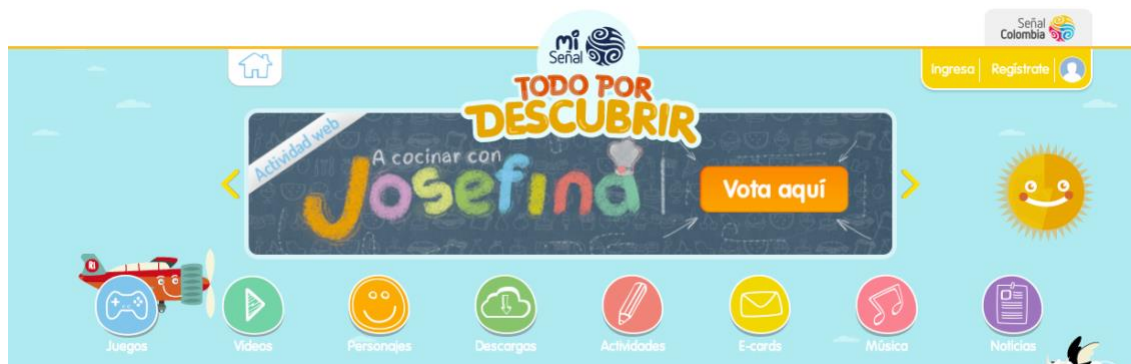 Señal
Colombia
mi
Señal
Ingresa
Regístrate
TODO POR
DESCUBRIR
Actividad web
A cocinar con
Josefina
Vota aquí
R1
Juegos
Videos
Personajes
Descargas
Actividades
E-cards
Música
Noticias